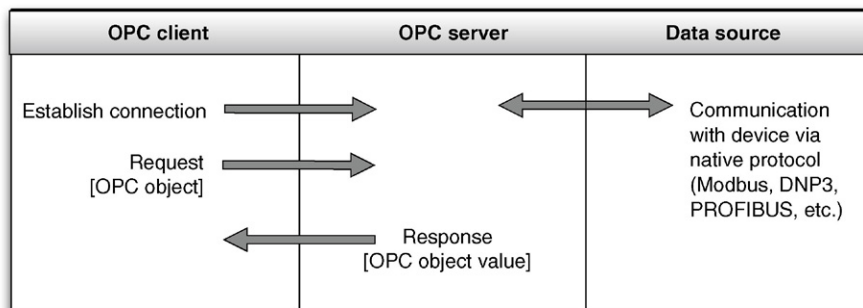 OPC client
OPC server
Data source
Establish connection
Request
[OPC object]
Response
[OPC object value]
Communication
with device via
native protocol
(Modbus, DNP3,
PROFIBUS, etc.)